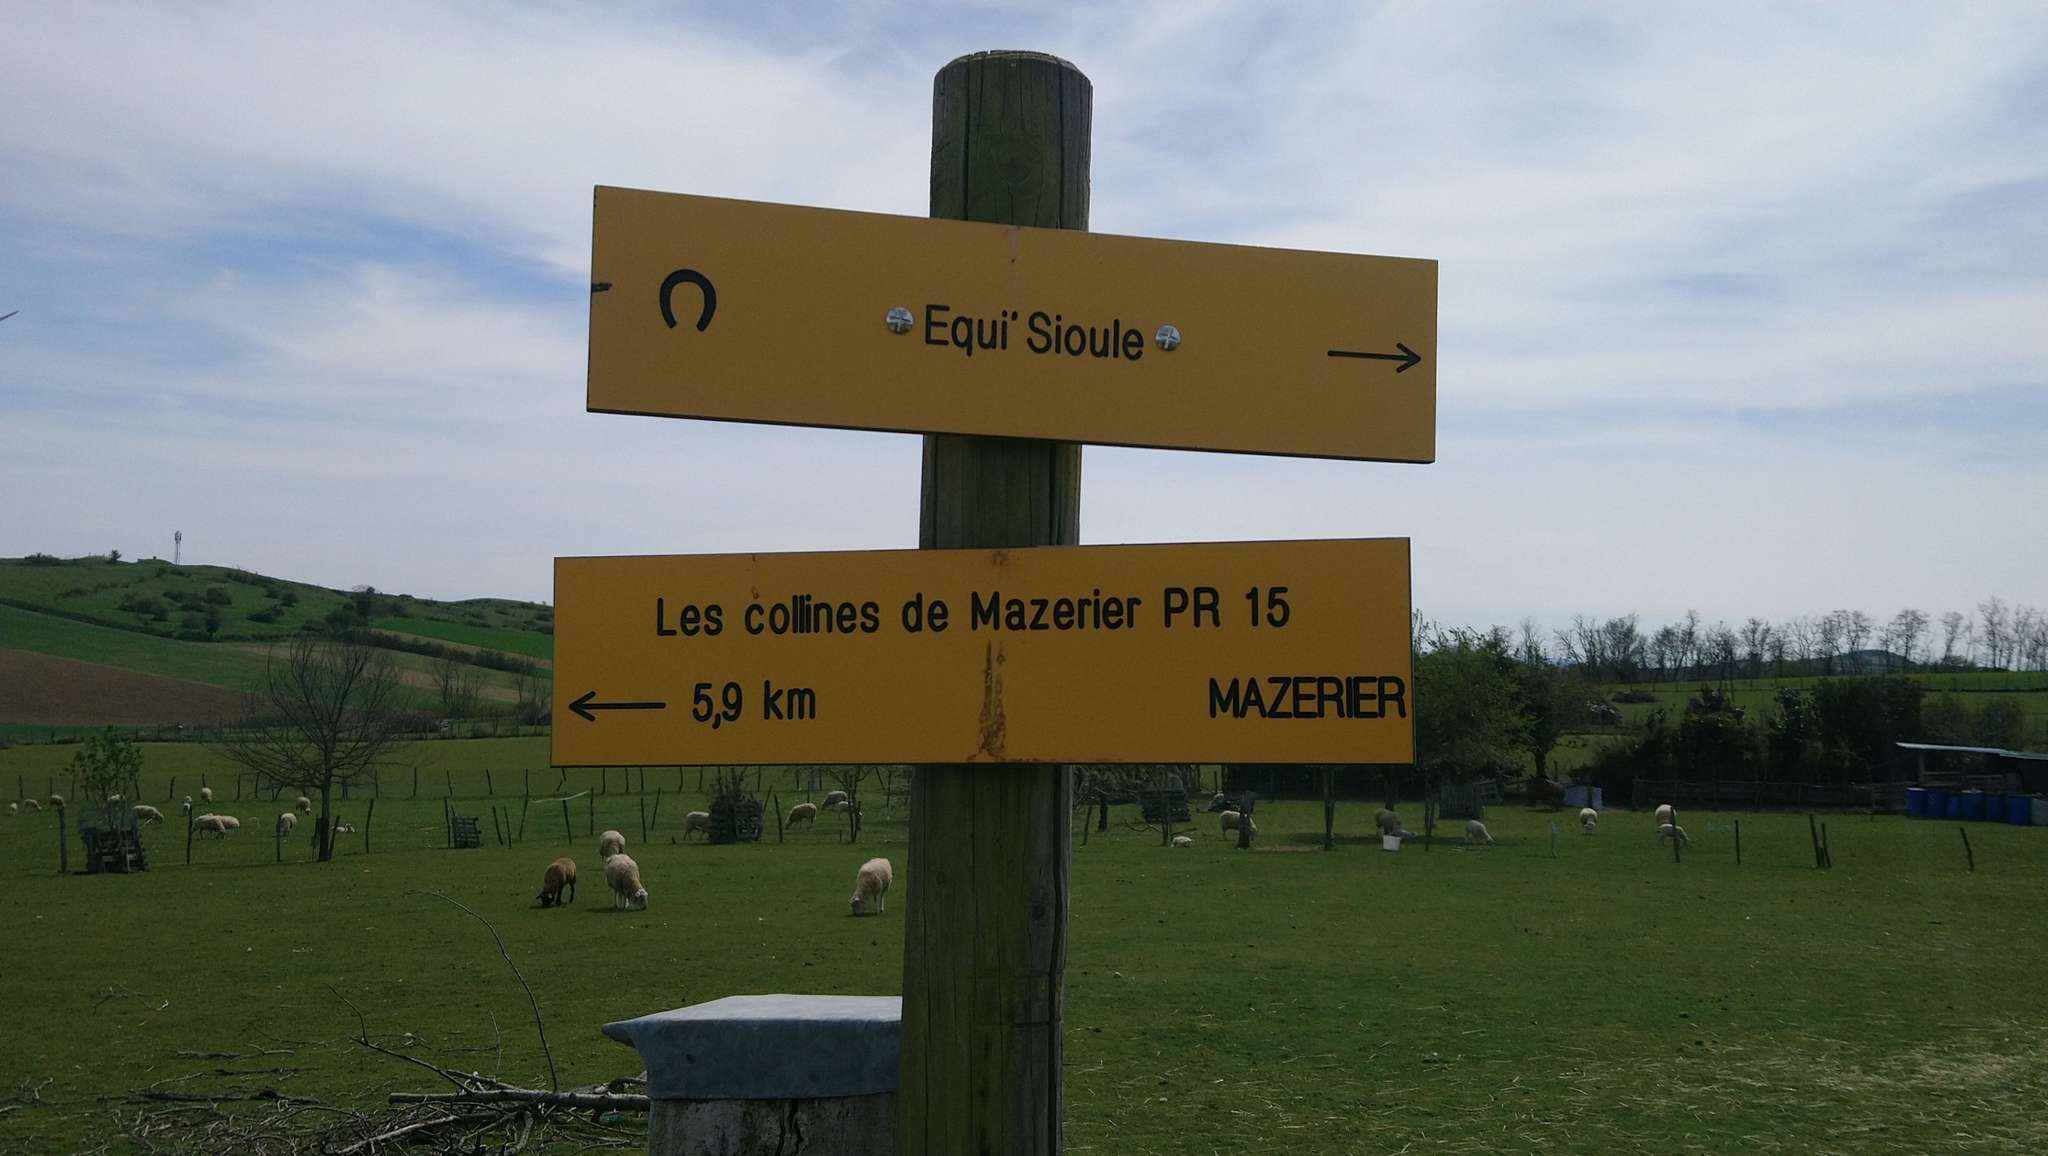 Equi'Sioule
Les collines de Mazerier PR 15
5,9 km MAZERIER